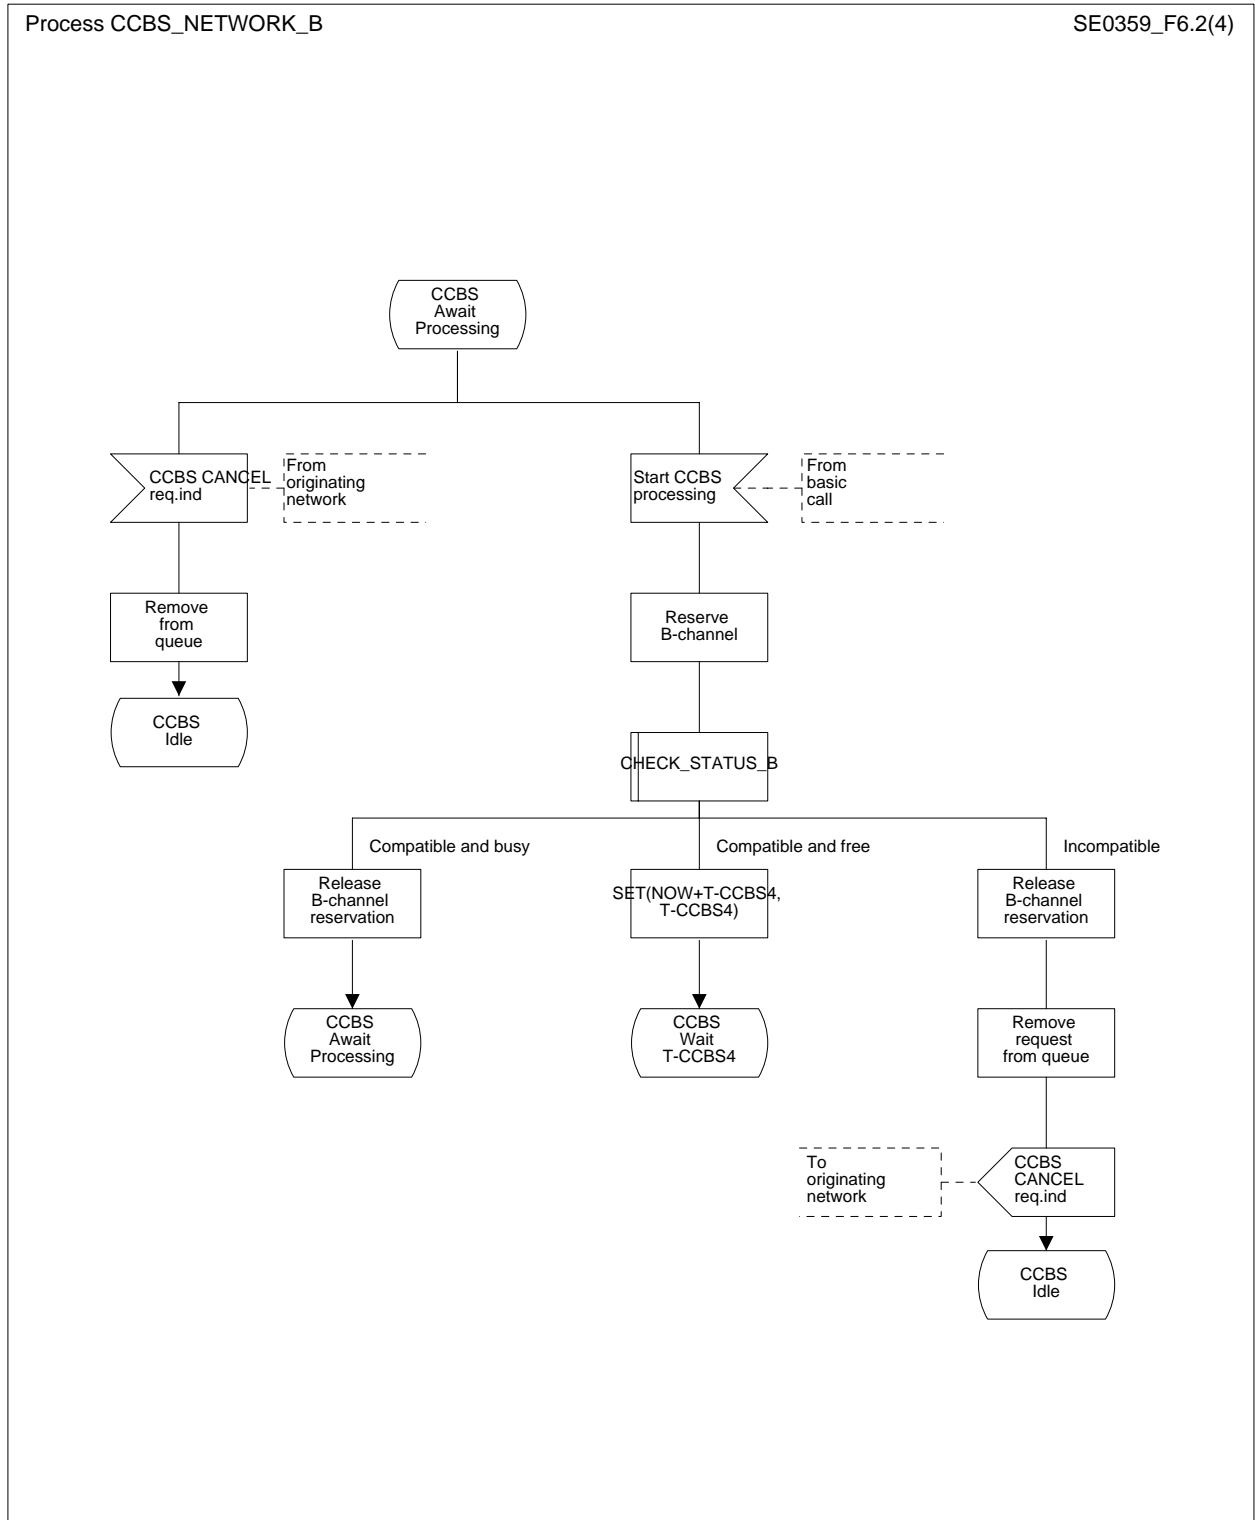 Process CCBS_NETWORK_B
SE0359_F6.2(4)
CCBS
Await
Processing
CCBS CANCEL
req.ind
From
originating
network
Start CCBS
processing
From
basic
call
Remove
from
queue
Reserve
B-channel
CCBS
Idle
CHECK_STATUS_B
Compatible and busy
Compatible and free
Incompatible
Release
B-channel
reservation
SET(NOW+T-CCBS4,
T-CCBS4)
Release
B-channel
reservation
CCBS
Await
Processing
CCBS
Wait
T-CCBS4
Remove
request
from queue
To
originating
network
CCBS
CANCEL
req.ind
CCBS
Idle